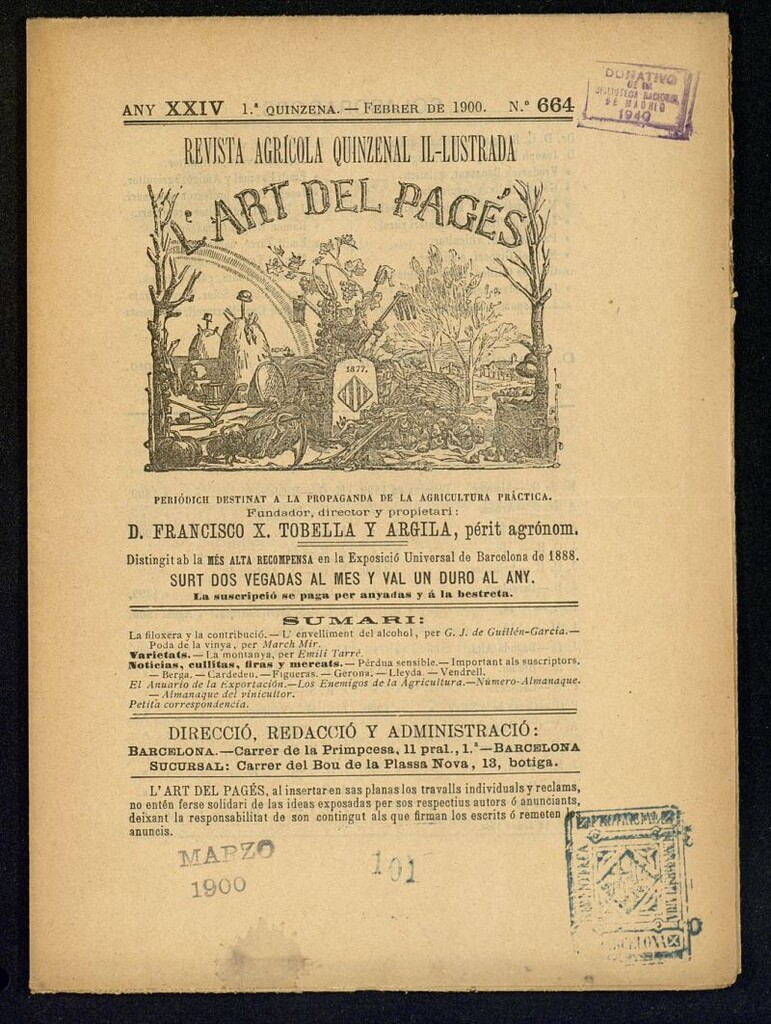 ANY XXIV 1.ª QUINZENA. — FEBRER DE 1900. N.º 664
DONATIVO
DE LA
BIBLIOTECA NACIONAL
DE MADRID
1940
REVISTA AGRÍCOLA QUINZENAL IL-LUSTRADA
L'ART DEL PAGÉS
1877.
PERIÓDICH DESTINAT A LA PROPAGANDA DE LA AGRICULTURA PRÁCTICA.
Fundador, director y propietari:
D. FRANCISCO X. TOBELLA Y ARGILA, périt agrónom.
Distingit ab la MÉS ALTA RECOMPENSA en la Exposició Universal de Barcelona de 1888.
SURT DOS VEGADAS AL MES Y VAL UN DURO AL ANY.
La suscripció se paga per anyadas y á la bestreta.
SUMARI:
La filoxera y la contribució. — L' envelliment del alcohol, per G. J. de Guillén-García. —
Poda de la vinya, per March Mir.
Varietats. — La montanya, per Emili Tarré.
Noticias, cullitas, firas y mercats. — Pérdua sensible. — Important als suscriptors.
— Berga. — Cardedeu. — Figueras. — Gerona. — Lleyda. — Vendrell.
El Anuario de la Exportación. — Los Enemigos de la Agricultura. — Número-Almanaque.
— Almanaque del vinicultor.
Petita correspondencia.
DIRECCIÓ, REDACCIÓ Y ADMINISTRACIÓ:
BARCELONA. — Carrer de la Primpcesa, 11 pral., 1.ª — BARCELONA
SUCURSAL: Carrer del Bou de la Plassa Nova, 13, botiga.
L'ART DEL PAGÉS, al insertar en sas planas los travalls individuals y reclams,
no entén ferse solidari de las ideas exposadas per sos respectius autors ó anunciants,
deixant la responsabilitat de son contingut als que firman los escrits ó remeten los
anuncis.
MARZO
1900
101